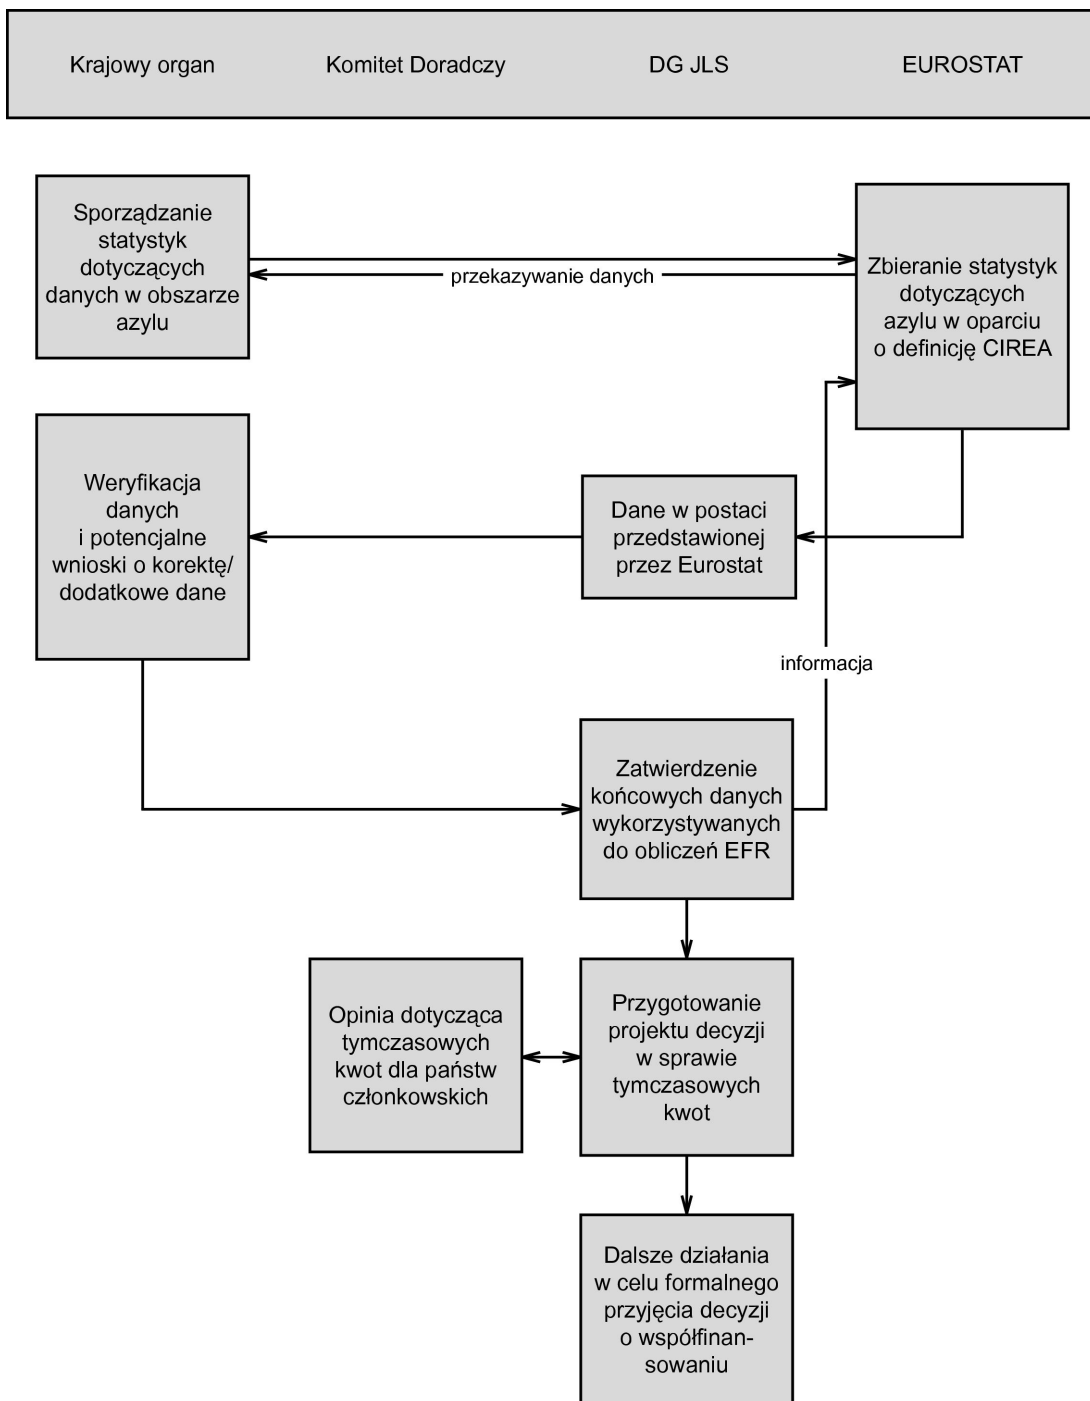 Krajowy organ
Komitet Doradczy
DG JLS
EUROSTAT
Sporządzanie
statystyk
dotyczących
danych w obszarze
azylu
przekazywanie danych
Zbieranie statystyk
dotyczących
azylu w oparciu
o definicję CIREA
Weryfikacja
danych
i potencjalne
wnioski o korektę/
dodatkowe dane
Dane w postaci
przedstawionej
przez Eurostat
informacja
Zatwierdzenie
końcowych danych
wykorzystywanych
do obliczeń EFR
Opinia dotycząca
tymczasowych
kwot dla państw
członkowskich
Przygotowanie
projektu decyzji
w sprawie
tymczasowych
kwot
Dalsze działania
w celu formalnego
przyjęcia decyzji
o współfinan-
sowaniu